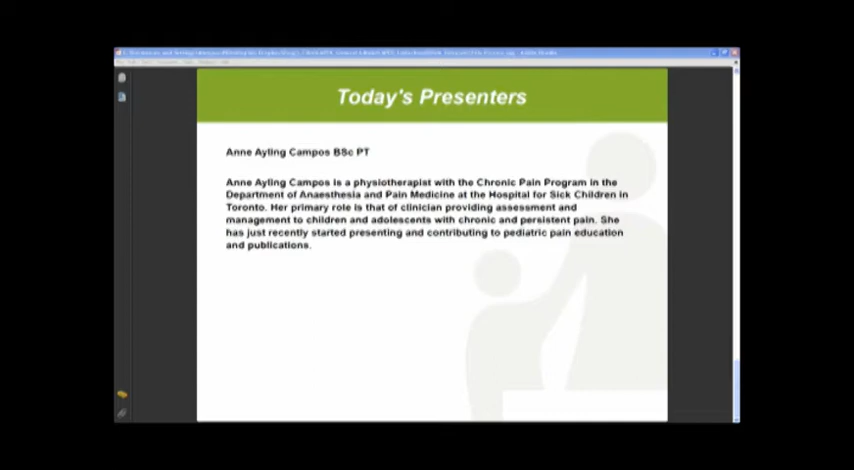 Today's Presenters
Anne Ayling Campos BSc PT
Anne Ayling Campos is a physiotherapist with the Chronic Pain Program in the
Department of Anaesthesia and Pain Medicine at the Hospital for Sick Children in
Toronto. Her primary role is that of clinician providing assessment and
management to children and adolescents with chronic and persistent pain. She
has just recently started presenting and contributing to pediatric pain education
and publications.